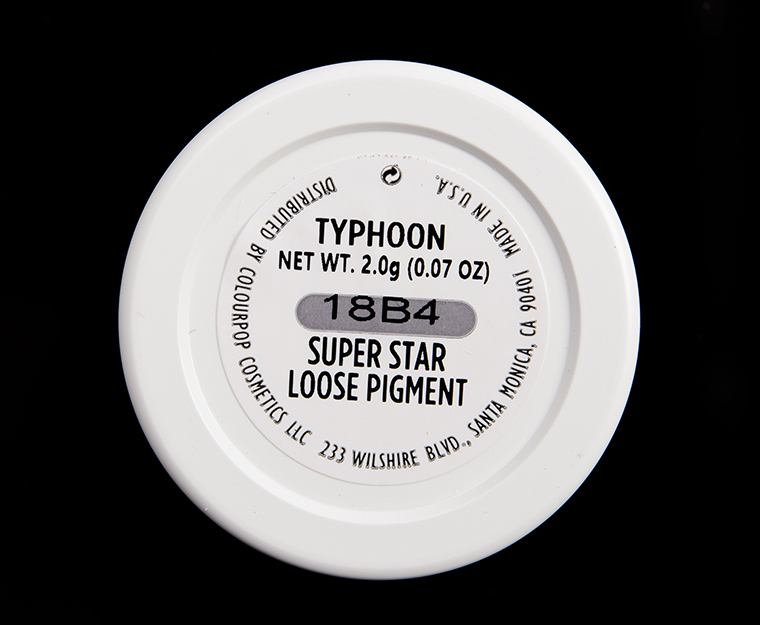 TYPHOON
NET WT. 2.0g (0.07 OZ)
18B4
SUPER STAR
LOOSE PIGMENT
DISTRIBUTED BY COLOURPOP COSMETICS LLC 233 WILSHIRE BLVD., SANTA MONICA, CA 90401 MADE IN U.S.A.